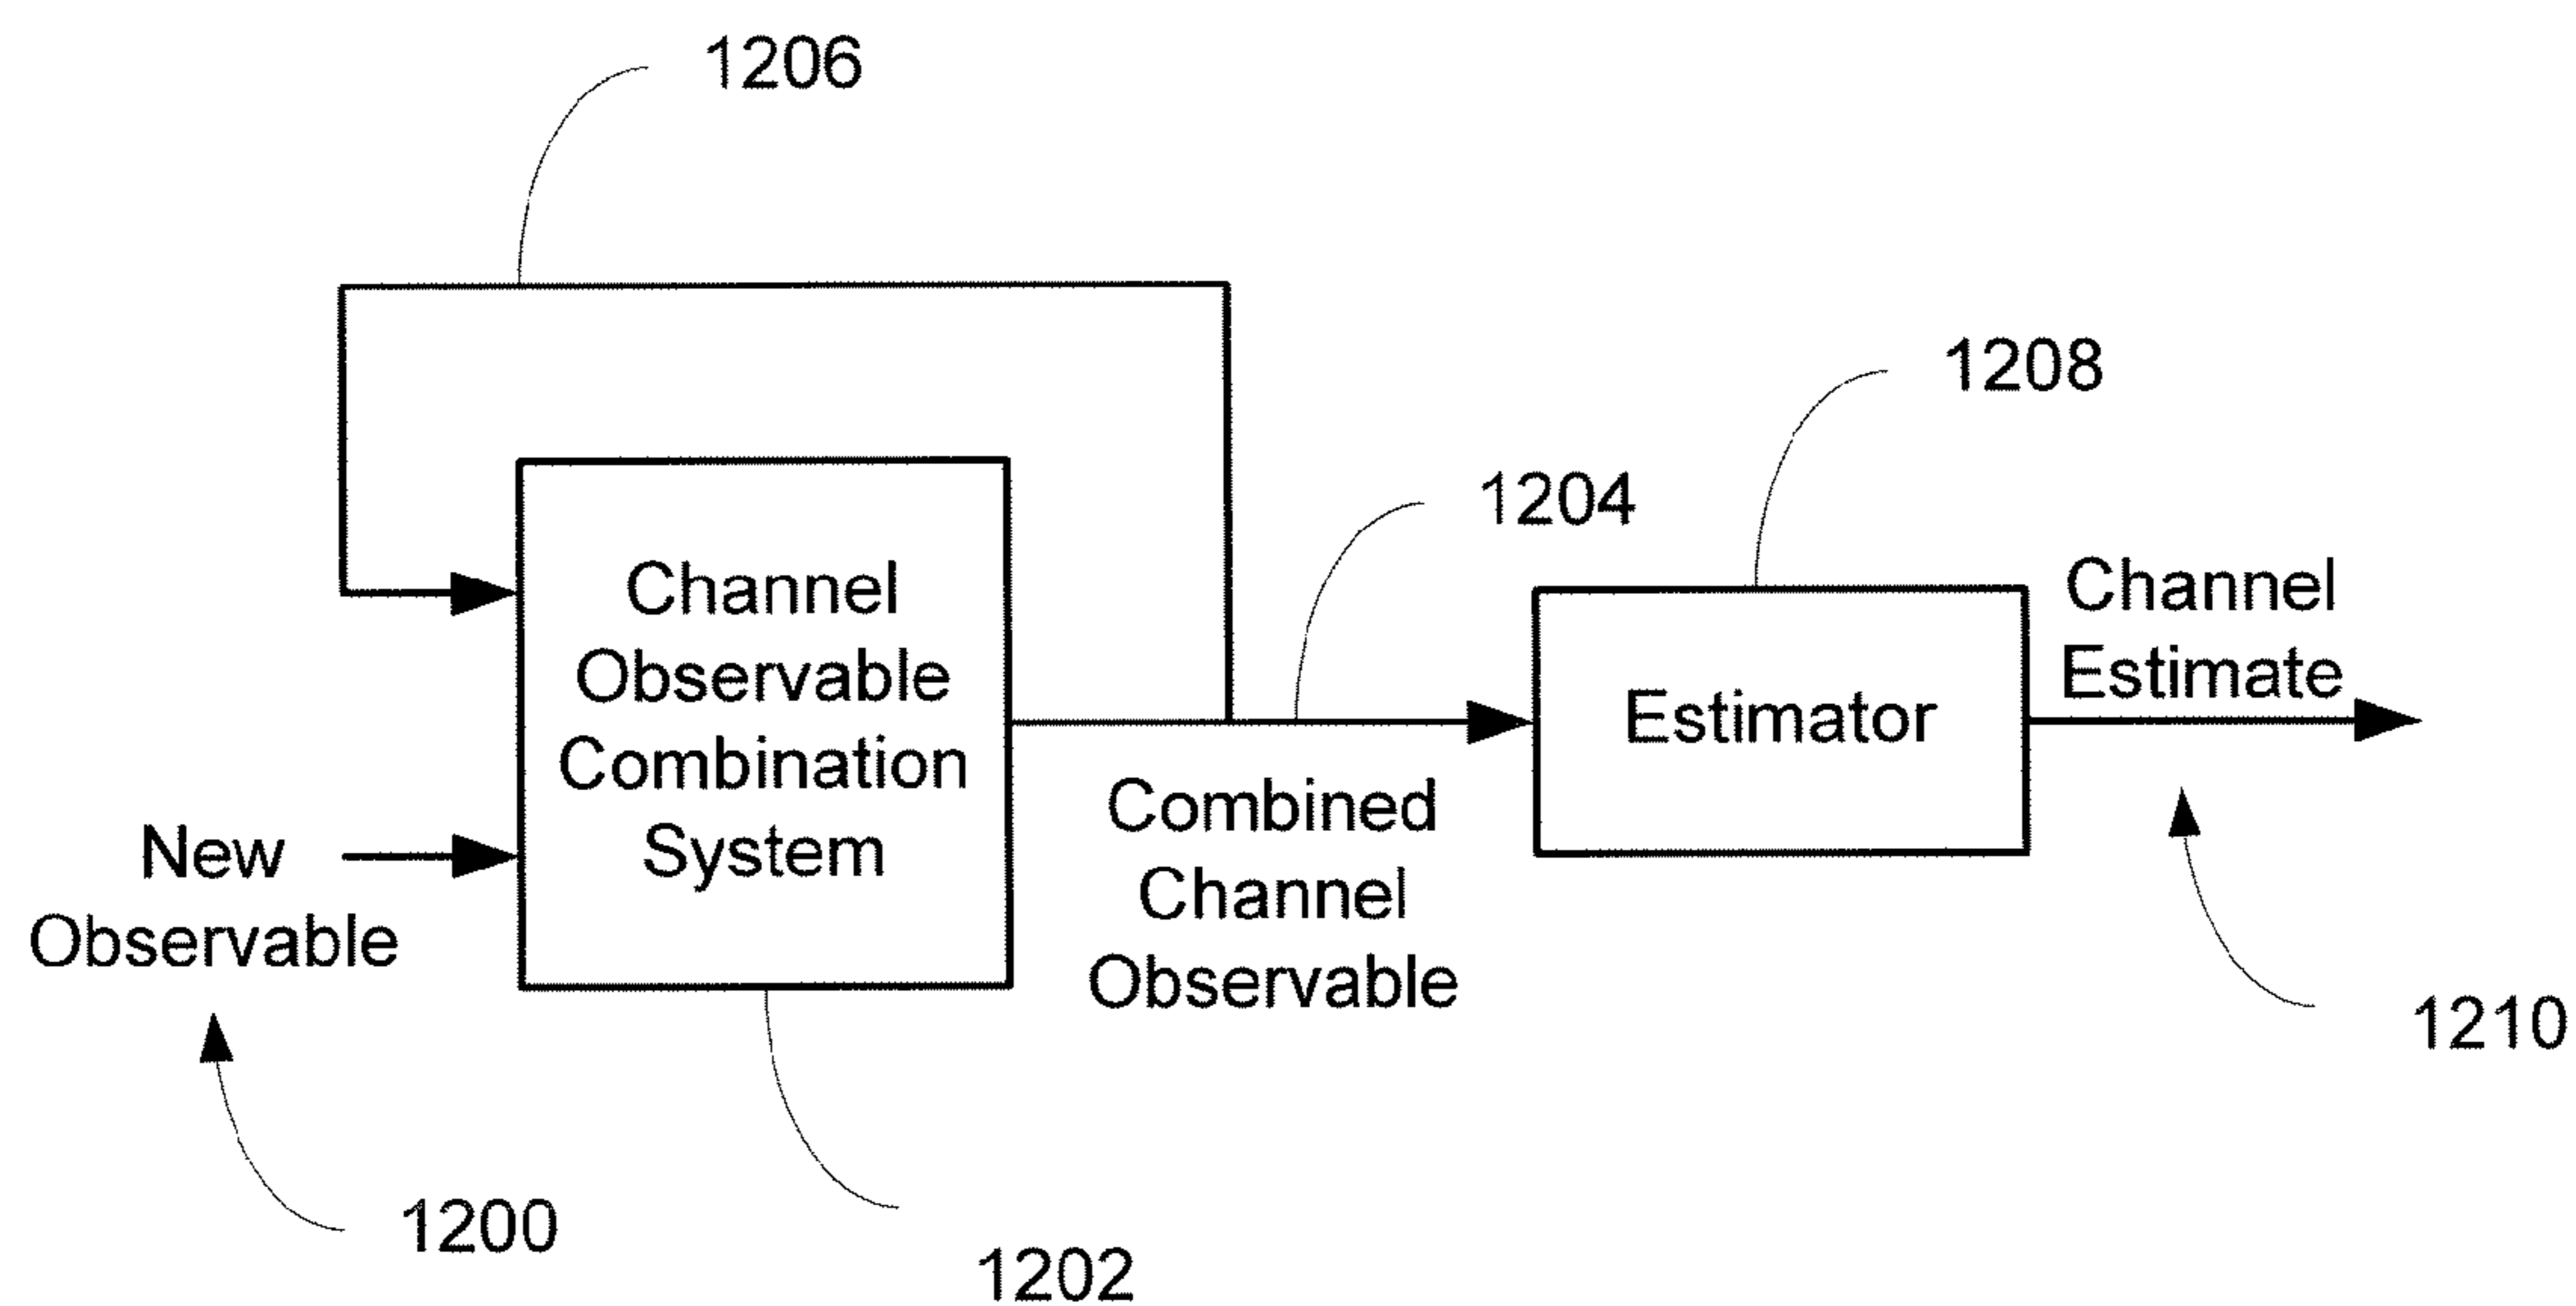 1206
1208
1204
Channel
Observable
Combination
System
New
Observable
Combined
Channel
Observable
Estimator
Channel
Estimate
1210
1200
1202